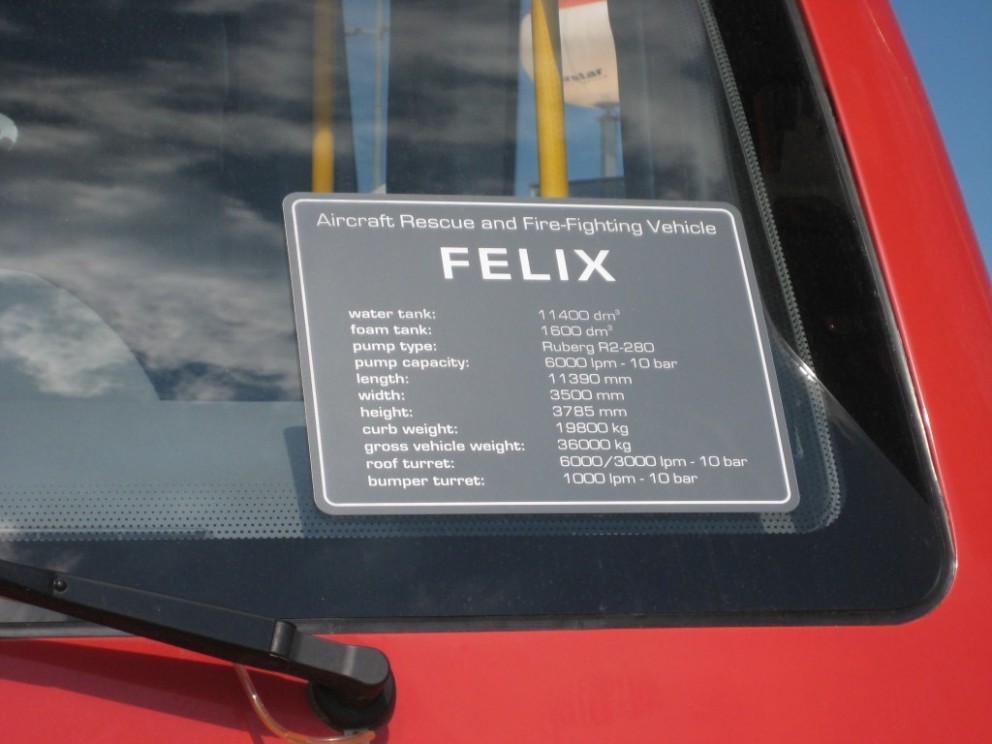 Aircraft Rescue and Fire-Fighting Vehicle
FELIX
water tank: 11400 dm³
foam tank: 1600 dm³
pump type: Ruberg R2-280
pump capacity: 6000 lpm - 10 bar
length: 11390 mm
width: 3500 mm
height: 3785 mm
curb weight: 19800 kg
gross vehicle weight: 36000 kg
roof turret: 6000/3000 lpm - 10 bar
bumper turret: 1000 lpm - 10 bar